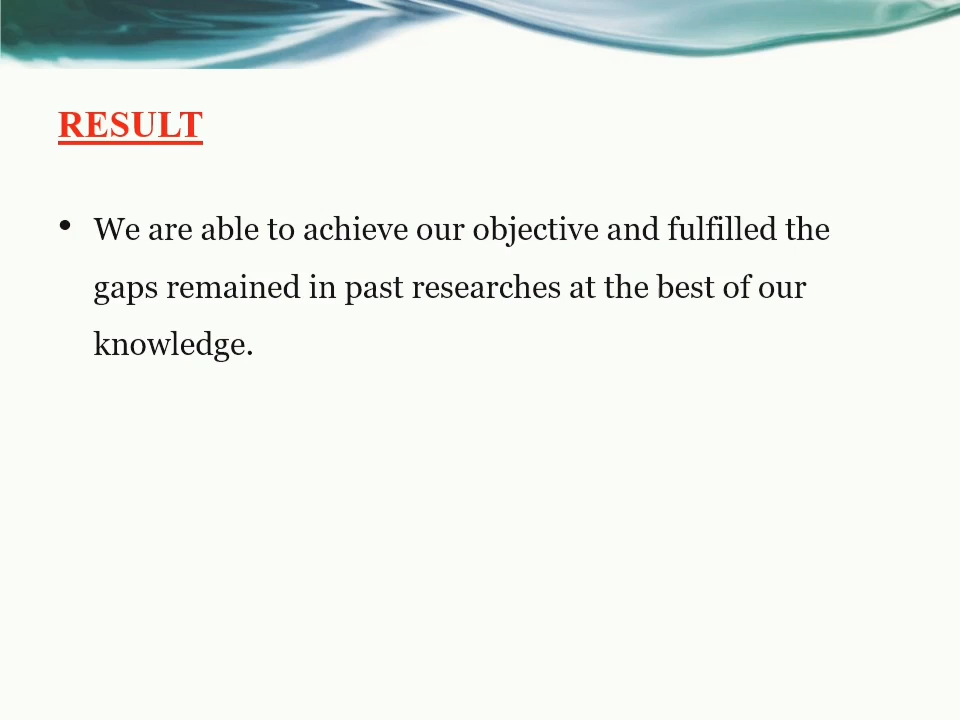 RESULT
• We are able to achieve our objective and fulfilled the
gaps remained in past researches at the best of our
knowledge.